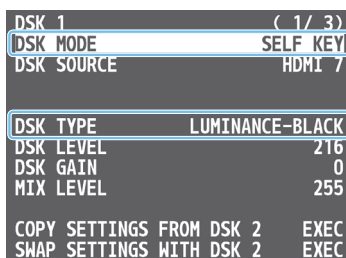 DSK 1 ( 1/ 3)
DSK MODE SELF KEY
DSK SOURCE HDMI 7
DSK TYPE LUMINANCE-BLACK
DSK LEVEL 216
DSK GAIN 0
MIX LEVEL 255
COPY SETTINGS FROM DSK 2 EXEC
SWAP SETTINGS WITH DSK 2 EXEC